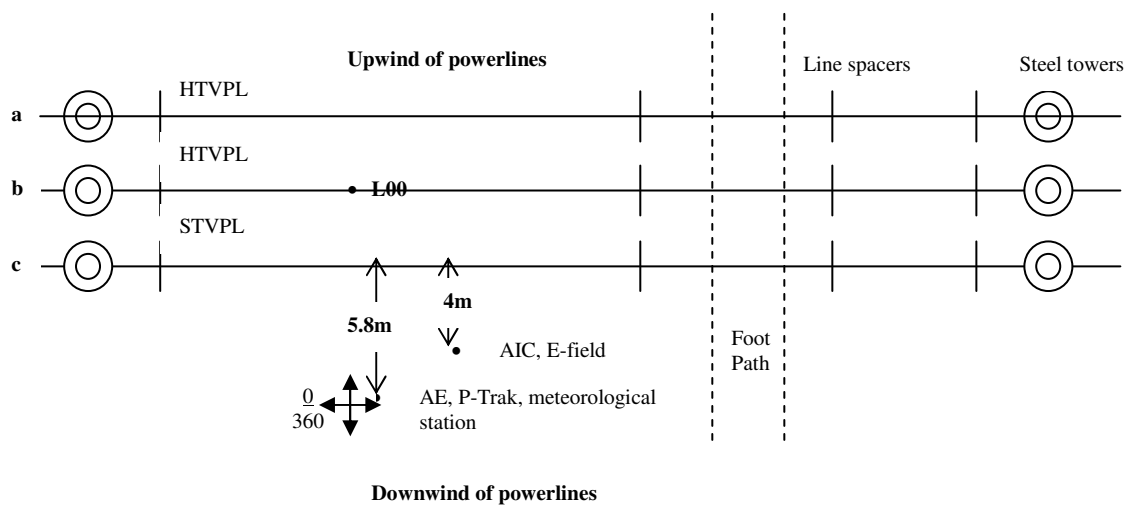 Upwind of powerlines
Line spacers
Steel towers
HTVPL
a
HTVPL
b
L00
STVPL
c
4m
5.8m
Foot
Path
AIC, E-field
0
360
AE, P-Trak, meteorological
station
Downwind of powerlines